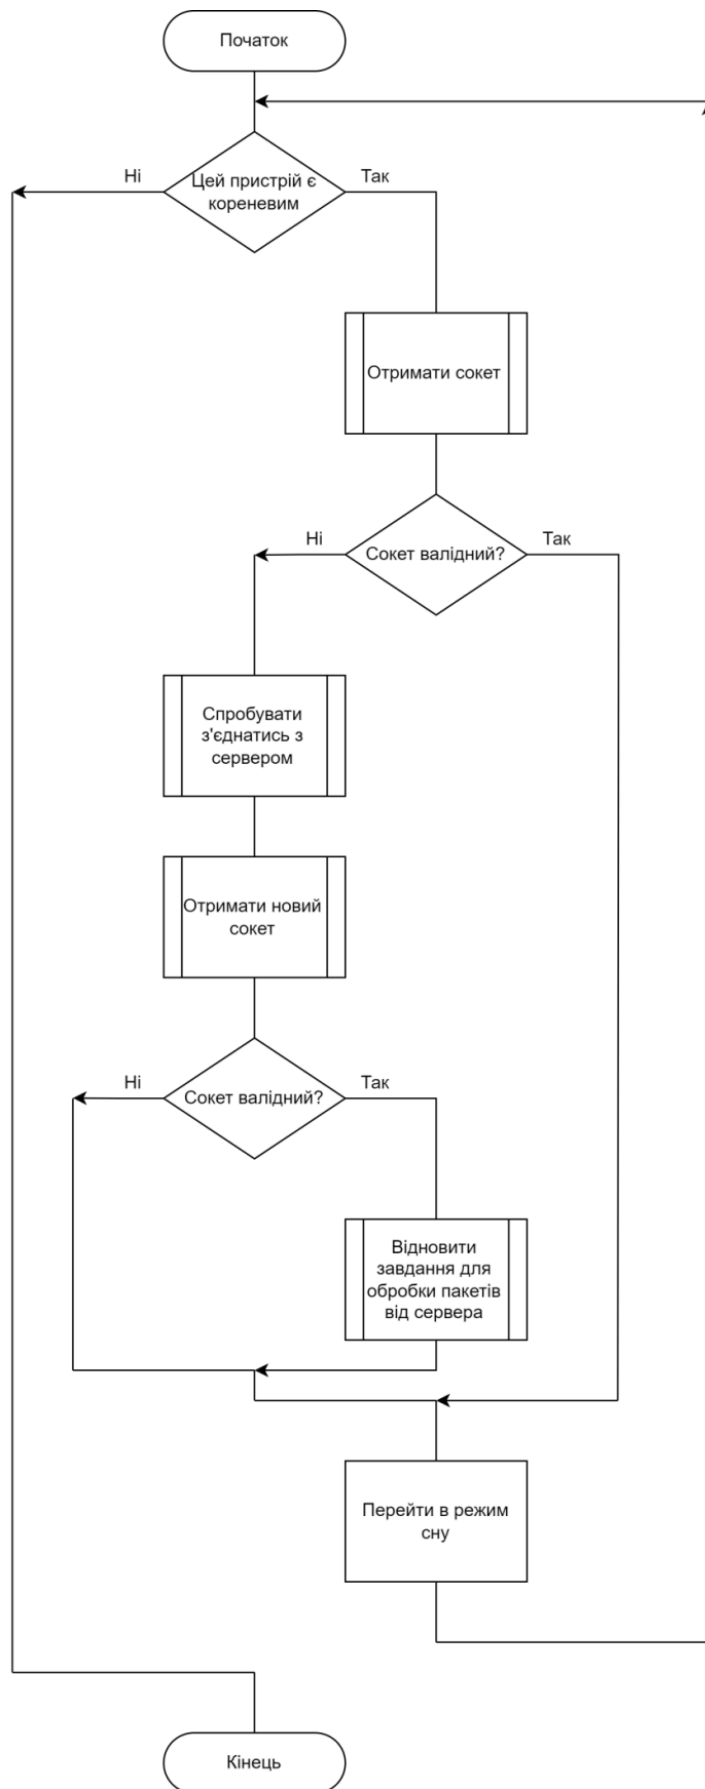 Початок
Ні
Так
Цей пристрій є
кореневим
Отримати сокет
Ні
Так
Сокет валідний?
Спробувати
з'єднатись з
сервером
Отримати новий
сокет
Ні
Так
Сокет валідний?
Відновити
завдання для
обробки пакетів
від сервера
Перейти в режим
сну
Кінець